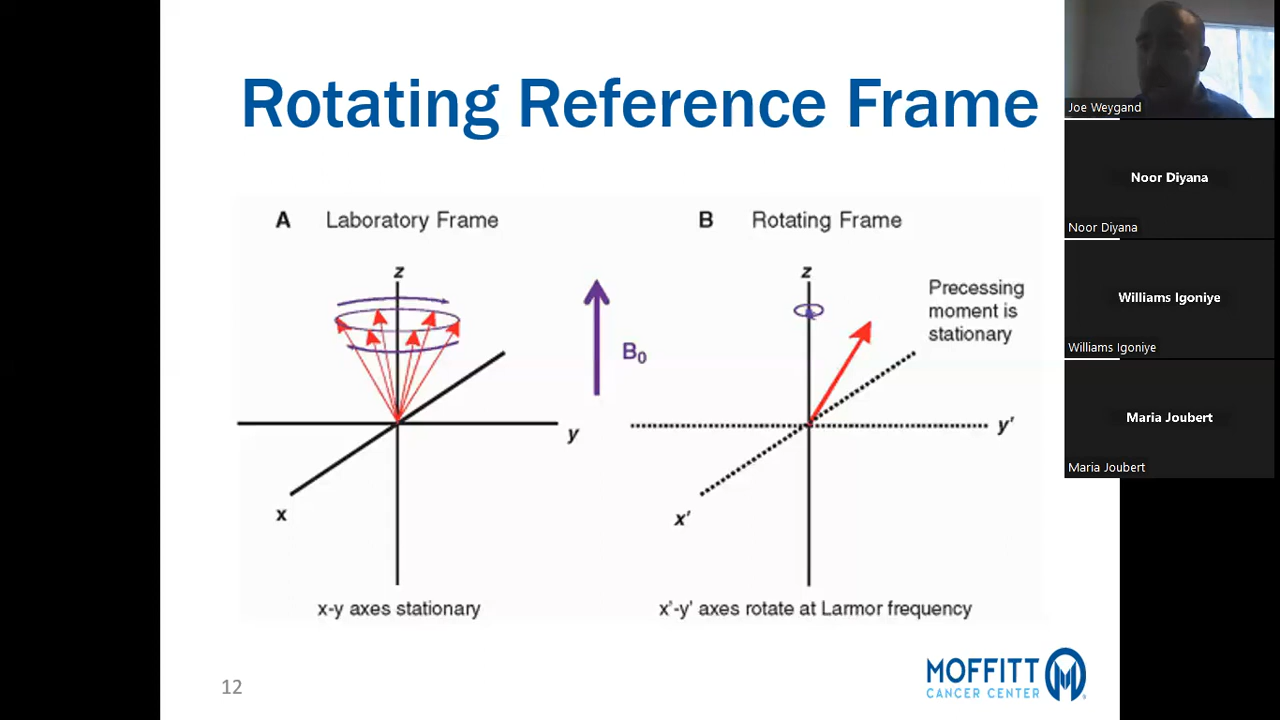 Rotating Reference Frame
A Laboratory Frame
z
B₀
y
x
x-y axes stationary
B Rotating Frame
z
Precessing
moment is
stationary
y'
x'
x'-y' axes rotate at Larmor frequency
12
MOFFITT
CANCER CENTER
Joe Weygand
Noor Diyana
Noor Diyana
Williams Igoniye
Williams Igoniye
Maria Joubert
Maria Joubert